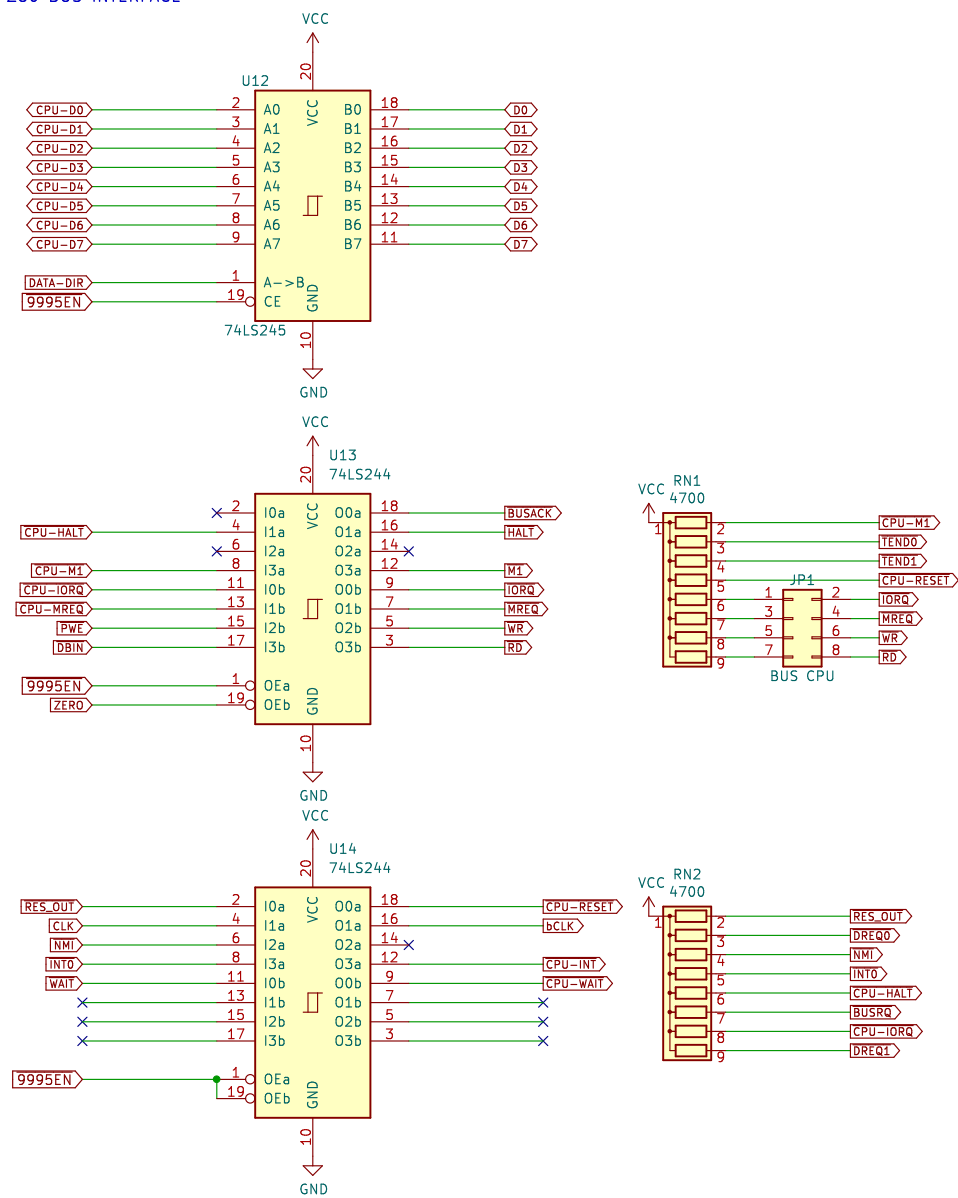 Z80 BUS INTERFACE
VCC
20
U12
CPU-D0 2 A0 VCC B0 18 D0
CPU-D1 3 A1 B1 17 D1
CPU-D2 4 A2 B2 16 D2
CPU-D3 5 A3 B3 15 D3
CPU-D4 6 A4 B4 14 D4
CPU-D5 7 A5 B5 13 D5
CPU-D6 8 A6 B6 12 D6
CPU-D7 9 A7 B7 11 D7
DATA-DIR 1 A->B
9995EN 19 CE GND
74LS245
10
GND
VCC
20
U13
74LS244
2 I0a VCC O0a 18 BUSACK
CPU-HALT 4 I1a O1a 16 HALT
6 I2a O2a 14
CPU-M1 8 I3a O3a 12 M1
CPU-IORQ 11 I0b O0b 9 IORQ
CPU-MREQ 13 I1b O1b 7 MREQ
PWE 15 I2b O2b 5 WR
DBIN 17 I3b O3b 3 RD
9995EN 1 OEa
ZERO 19 OEb GND
10
GND
RN1
VCC 4700
1 2 CPU-M1
3 TEND0
4 TEND1
5 CPU-RESET
JP1
6 1 2 IORQ
7 3 4 MREQ
8 5 6 WR
9 7 8 RD
BUS CPU
VCC
20
U14
74LS244
RES_OUT 2 I0a VCC O0a 18 CPU-RESET
CLK 4 I1a O1a 16 bCLK
NMI 6 I2a O2a 14
INT0 8 I3a O3a 12 CPU-INT
WAIT 11 I0b O0b 9 CPU-WAIT
13 I1b O1b 7
15 I2b O2b 5
17 I3b O3b 3
9995EN 1 OEa
19 OEb GND
10
GND
RN2
VCC 4700
1 2 RES_OUT
3 DREQ0
4 NMI
5 INT0
6 CPU-HALT
7 BUSRQ
8 CPU-IORQ
9 DREQ1